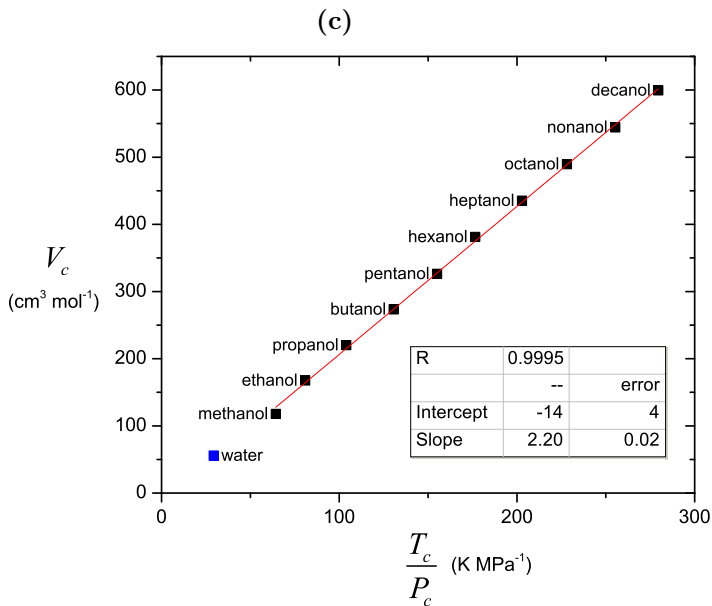 (c)
600
500
400
300
200
100
0
V_c
(cm³ mol⁻¹)
decanol
nonanol
octanol
heptanol
hexanol
pentanol
butanol
propanol
ethanol
methanol
water
R 0.9995
-- error
Intercept -14 4
Slope 2.20 0.02
0 100 200 300
T_c
P_c
(K MPa⁻¹)